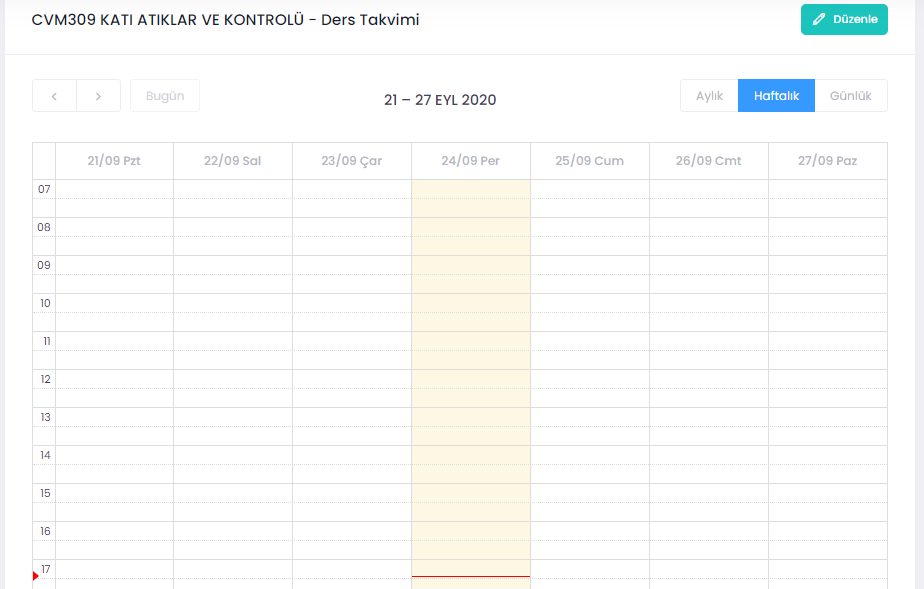 CVM309 KATI ATIKLAR VE KONTROLÜ - Ders Takvimi
Düzenle
Bugün
21 – 27 EYL 2020
Aylık Haftalık Günlük
21/09 Pzt 22/09 Sal 23/09 Çar 24/09 Per 25/09 Cum 26/09 Cmt 27/09 Paz
07
08
09
10
11
12
13
14
15
16
17